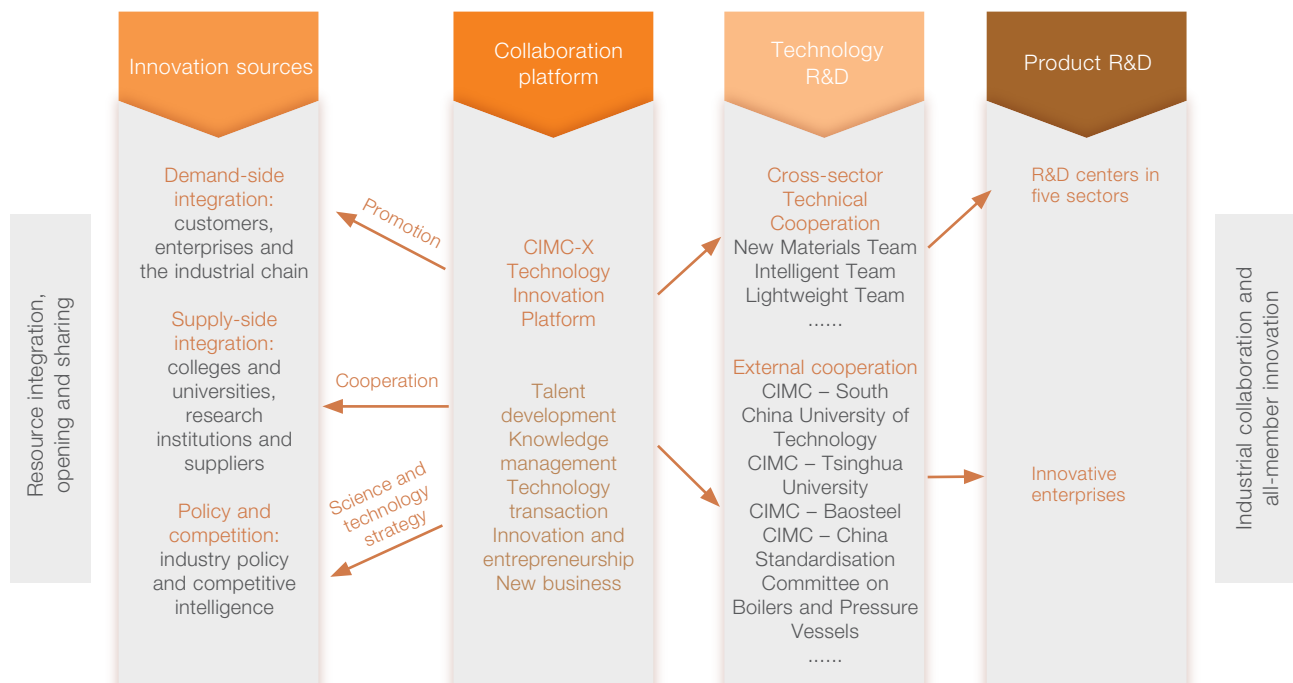 Resource integration,
opening and sharing
Innovation sources
Demand-side
integration:
customers,
enterprises and
the industrial chain
Supply-side
integration:
colleges and
universities,
research
institutions and
suppliers
Policy and
competition:
industry policy
and competitive
intelligence
Promotion
Cooperation
Science and
technology
strategy
Collaboration
platform
CIMC-X
Technology
Innovation
Platform
Talent
development
Knowledge
management
Technology
transaction
Innovation and
entrepreneurship
New business
Technology
R&D
Cross-sector
Technical
Cooperation
New Materials Team
Intelligent Team
Lightweight Team
......
External cooperation
CIMC – South
China University of
Technology
CIMC – Tsinghua
University
CIMC – Baosteel
CIMC – China
Standardisation
Committee on
Boilers and Pressure
Vessels
......
Product R&D
R&D centers in
five sectors
Innovative
enterprises
Industrial collaboration and
all-member innovation